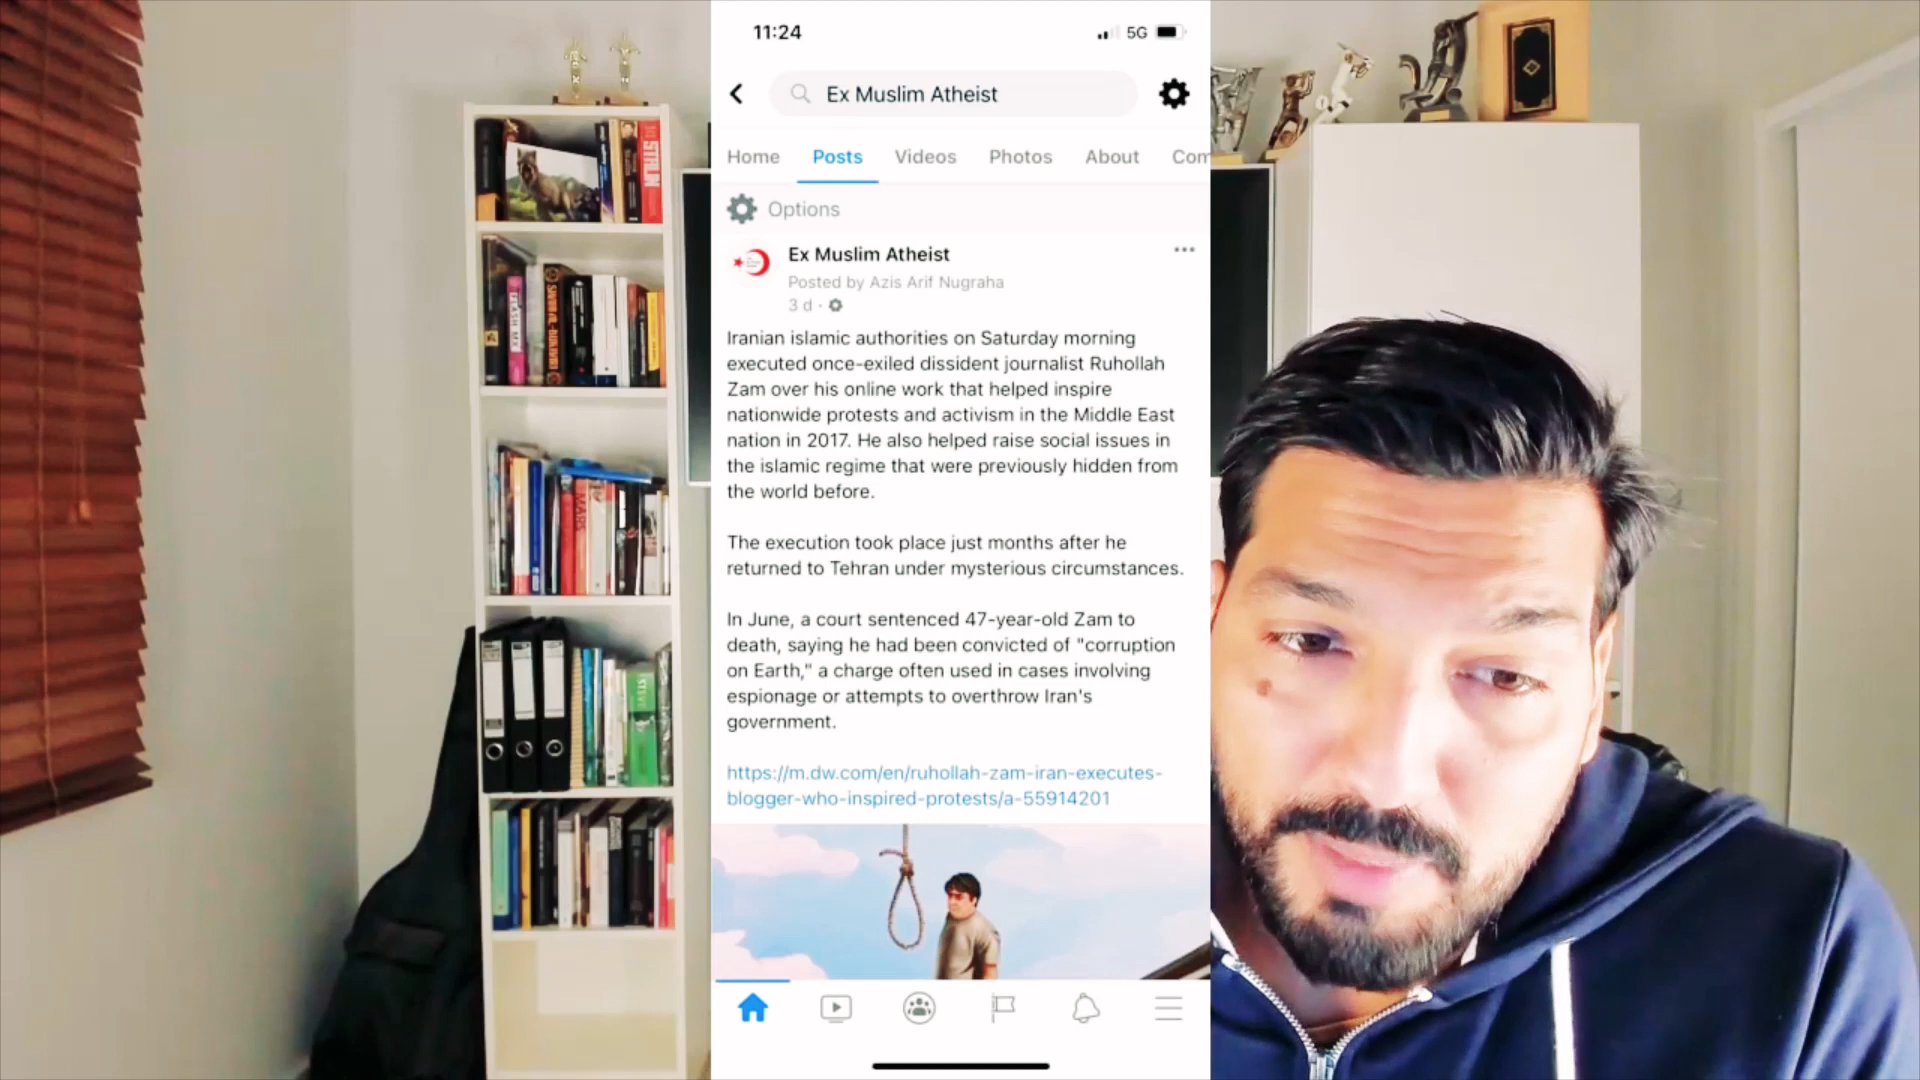 11:24
5G
Ex Muslim Atheist
Home
Posts
Videos
Photos
About
Com
Options
Ex Muslim Atheist
Posted by Azis Arif Nugraha
3 d ·
Iranian islamic authorities on Saturday morning
executed once-exiled dissident journalist Ruhollah
Zam over his online work that helped inspire
nationwide protests and activism in the Middle East
nation in 2017. He also helped raise social issues in
the islamic regime that were previously hidden from
the world before.
The execution took place just months after he
returned to Tehran under mysterious circumstances.
In June, a court sentenced 47-year-old Zam to
death, saying he had been convicted of "corruption
on Earth," a charge often used in cases involving
espionage or attempts to overthrow Iran's
government.
https://m.dw.com/en/ruhollah-zam-iran-executes-
blogger-who-inspired-protests/a-55914201
STALIN
MARS